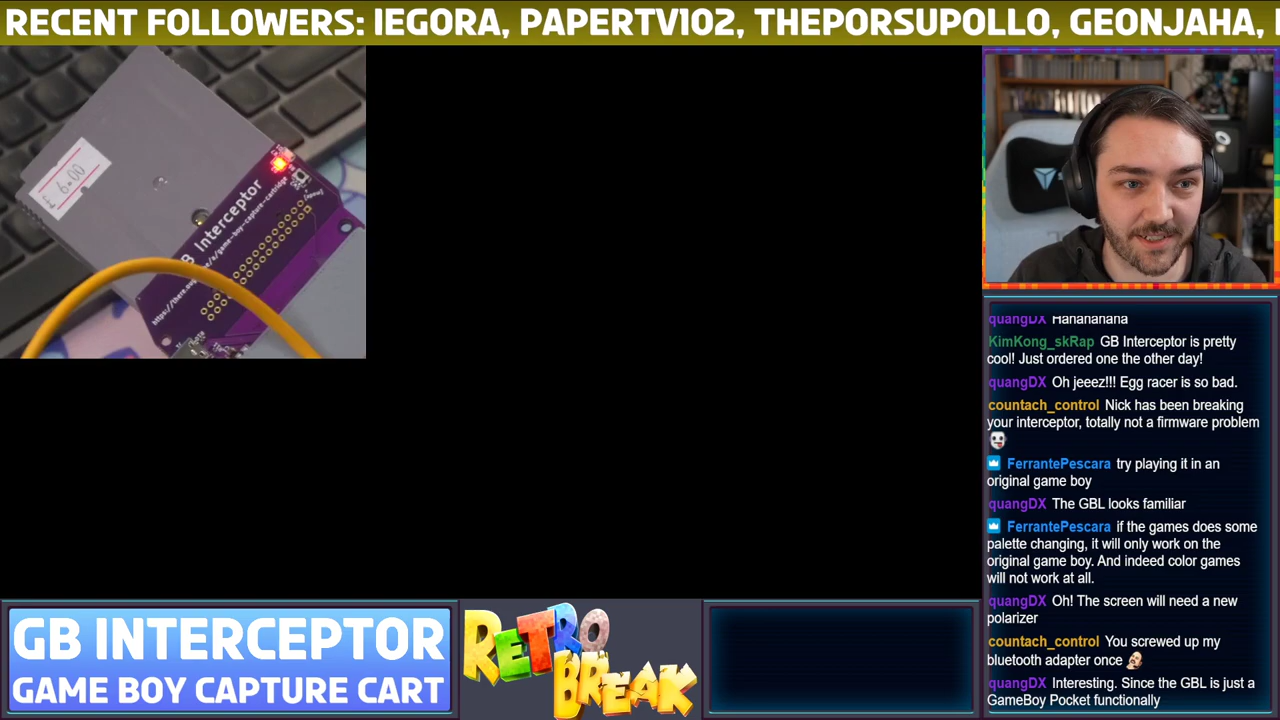 RECENT FOLLOWERS: IEGORA, PAPERTV102, THEPORSUPOLLO, GEONJAHA,
£ 6.00
GB Interceptor
quangDX Hahahahaha
KimKong_skRap GB Interceptor is pretty
cool! Just ordered one the other day!
quangDX Oh jeeez!!! Egg racer is so bad.
countach_control Nick has been breaking
your interceptor, totally not a firmware problem
FerrantePescara try playing it in an
original game boy
quangDX The GBL looks familiar
FerrantePescara if the games does some
palette changing, it will only work on the
original game boy. And indeed color games
will not work at all.
quangDX Oh! The screen will need a new
polarizer
countach_control You screwed up my
bluetooth adapter once
quangDX Interesting. Since the GBL is just a
GameBoy Pocket functionally
GB INTERCEPTOR
GAME BOY CAPTURE CART
RETRO
BREAK